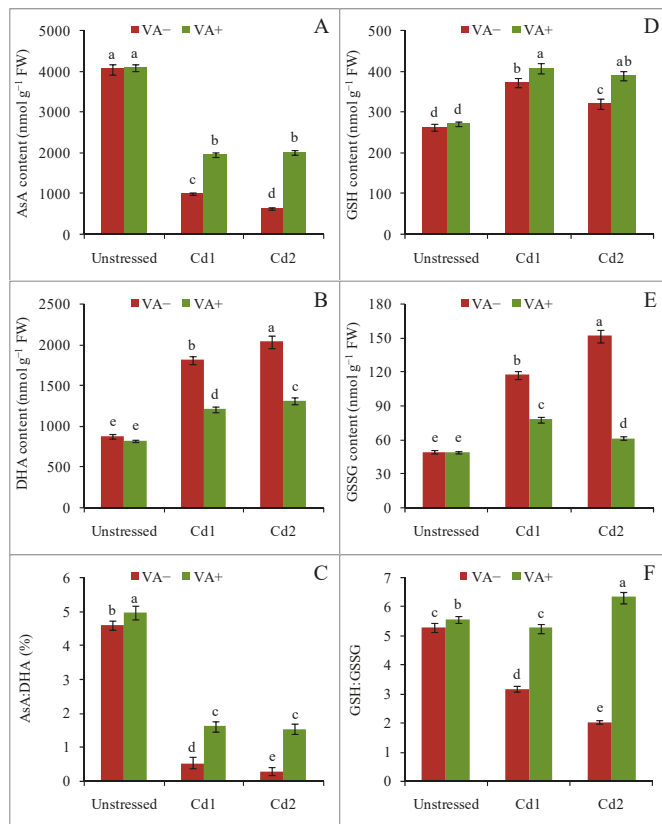 VA− VA+ A
AsA content (nmol g⁻¹ FW)
5000
4000
3000
2000
1000
0
a a
c b
d b
Unstressed Cd1 Cd2
VA− VA+ D
GSH content (nmol g⁻¹ FW)
500
400
300
200
100
0
d d
b a
c ab
Unstressed Cd1 Cd2
VA− VA+ B
DHA content (nmol g⁻¹ FW)
2500
2000
1500
1000
500
0
e e
b d
a c
Unstressed Cd1 Cd2
VA− VA+ E
GSSG content (nmol g⁻¹ FW)
180
150
120
90
60
30
0
e e
b c
a d
Unstressed Cd1 Cd2
VA− VA+ C
AsA:DHA (%)
6
5
4
3
2
1
0
b a
d c
e c
Unstressed Cd1 Cd2
VA− VA+ F
GSH:GSSG
7
6
5
4
3
2
1
0
c b
d c
e a
Unstressed Cd1 Cd2